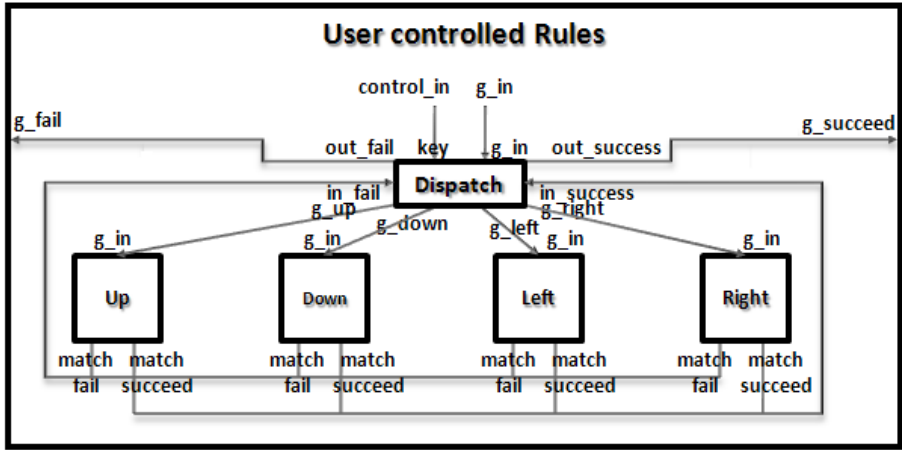 User controlled Rules
control_in g_in
g_fail
g_succeed
out_fail key g_in out_success
Dispatch
in_fail in_success
g_up g_down g_left g_right
g_in g_in g_in g_in
Up Down Left Right
match match match match match match match match
fail succeed fail succeed fail succeed fail succeed